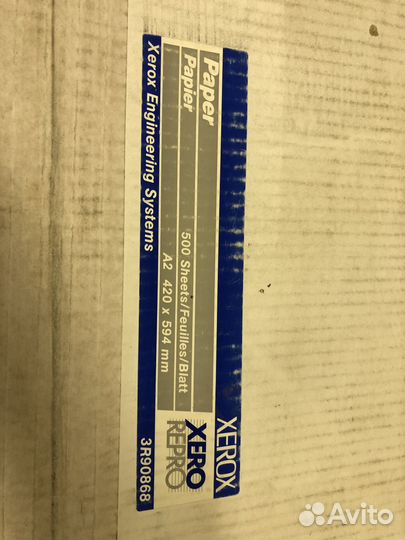 Paper
Papier
500 Sheets/Feuilles/Blatt
A2 420 x 594 mm
Xerox Engineering Systems
XEROX
XERO
REPRO
3R90868
Avito